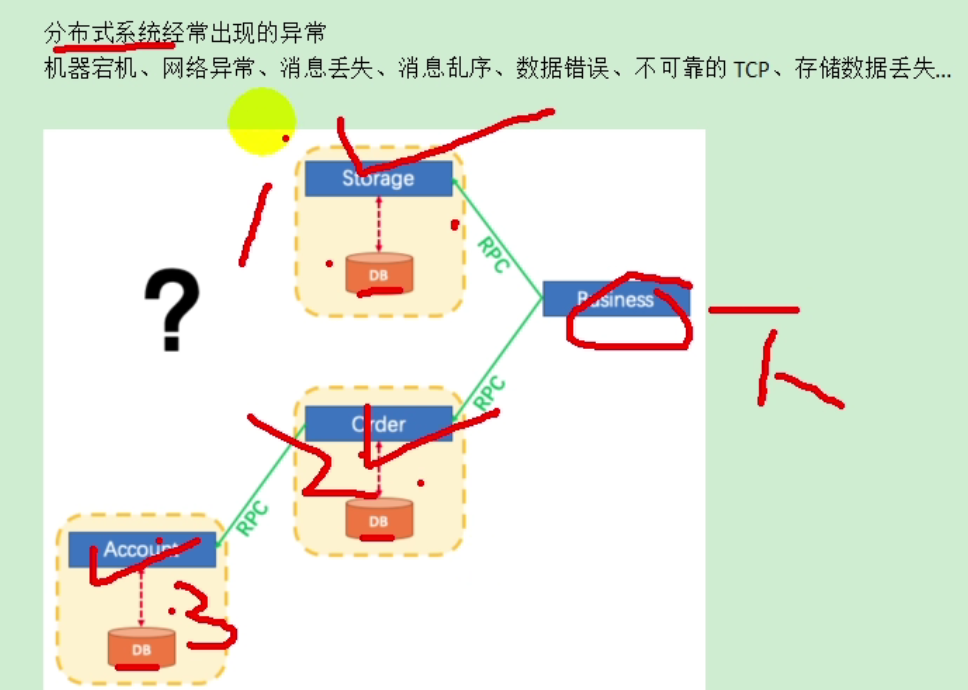 分布式系统经常出现的异常
机器宕机、网络异常、消息丢失、消息乱序、数据错误、不可靠的 TCP、存储数据丢失...
Storage
DB
RPC
1
?
Business
下
RPC
Order
2
DB
RPC
Account
3
DB